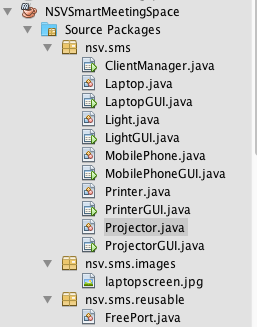 NSVSmartMeetingSpace
Source Packages
nsv.sms
ClientManager.java
Laptop.java
LaptopGUI.java
Light.java
LightGUI.java
MobilePhone.java
MobilePhoneGUI.java
Printer.java
PrinterGUI.java
Projector.java
ProjectorGUI.java
nsv.sms.images
laptopscreen.jpg
nsv.sms.reusable
FreePort.java